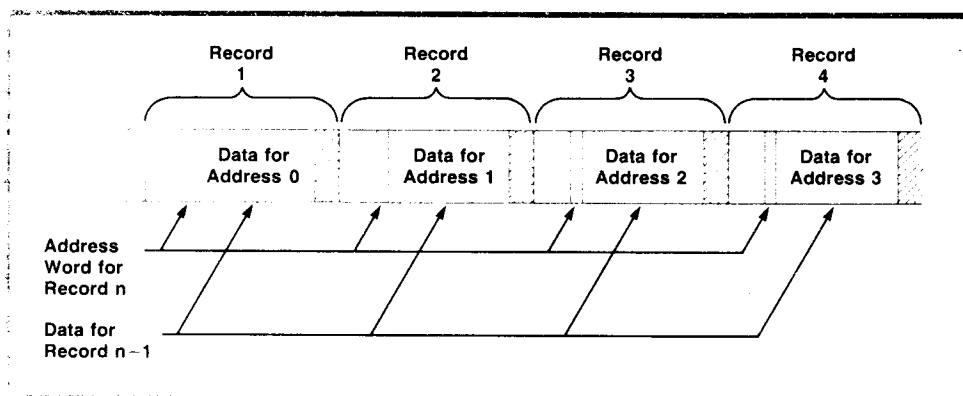 Record
1
Record
2
Record
3
Record
4
Data for
Address 0
Data for
Address 1
Data for
Address 2
Data for
Address 3
Address
Word for
Record n
Data for
Record n-1